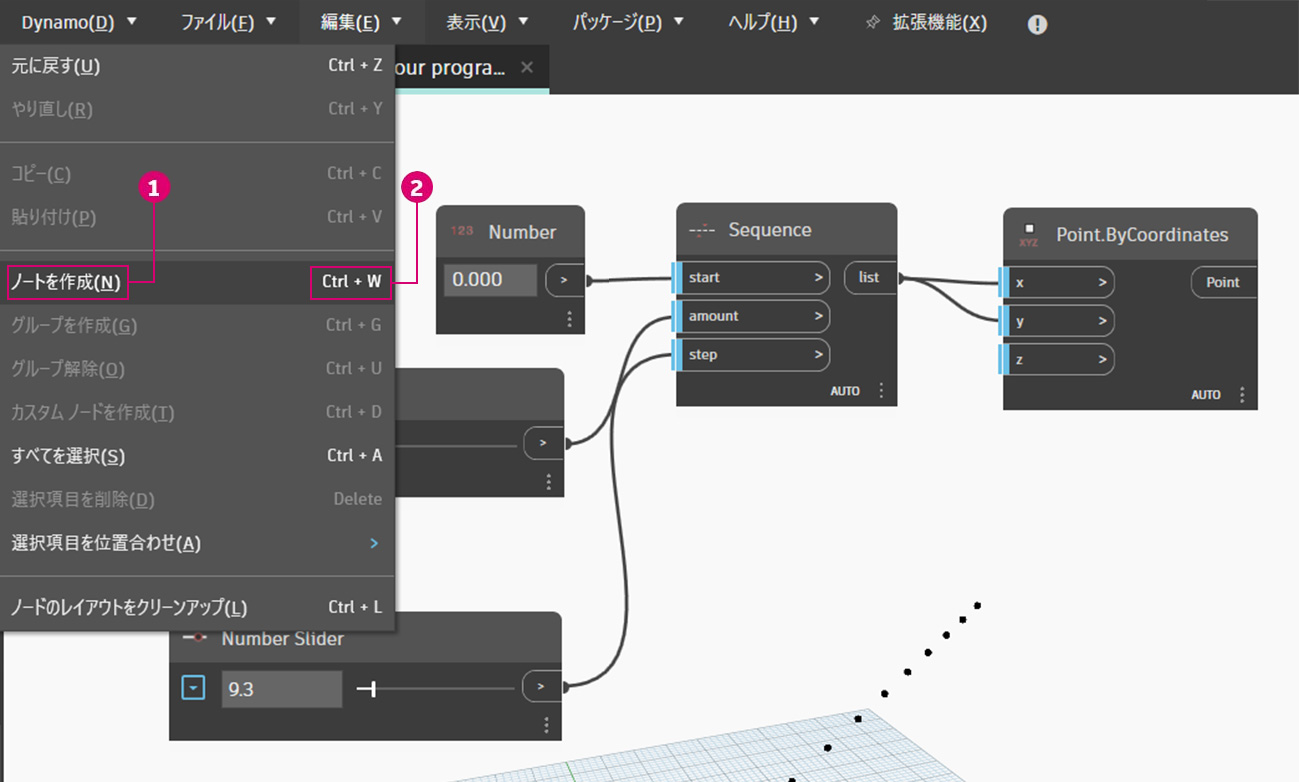 Dynamo(D) ファイル(F) 編集(E) 表示(V) パッケージ(P) ヘルプ(H) 拡張機能(X)
our progra...
元に戻す(U) Ctrl + Z
やり直し(R) Ctrl + Y
コピー(C) Ctrl + C
貼り付け(P) Ctrl + V
1
2
ノートを作成(N) Ctrl + W
グループを作成(G) Ctrl + G
グループ解除(O) Ctrl + U
カスタム ノードを作成(T) Ctrl + D
すべてを選択(S) Ctrl + A
選択項目を削除(D) Delete
選択項目を位置合わせ(A) >
ノードのレイアウトをクリーンアップ(L) Ctrl + L
123 Number
0.000 >
Sequence
start > list
amount >
step >
AUTO
XYZ Point.ByCoordinates
x > Point
y >
z >
AUTO
>
Number Slider
9.3 >